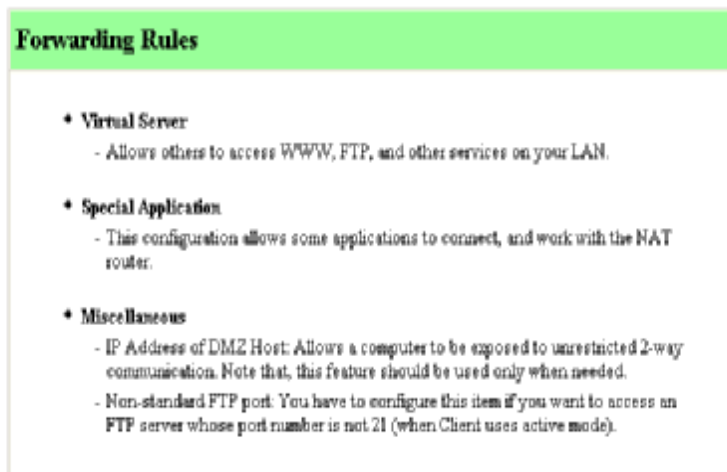 Forwarding Rules
Virtual Server
- Allows others to access WWW, FTP, and other services on your LAN.
Special Application
- This configuration allows some applications to connect, and work with the NAT
router.
Miscellaneous
- IP Address of DMZ Host: Allows a computer to be exposed to unrestricted 2-way
communication. Note that, this feature should be used only when needed.
- Non-standard FTP port: You have to configure this item if you want to access an
FTP server whose port number is not 21 (when Client uses active mode).